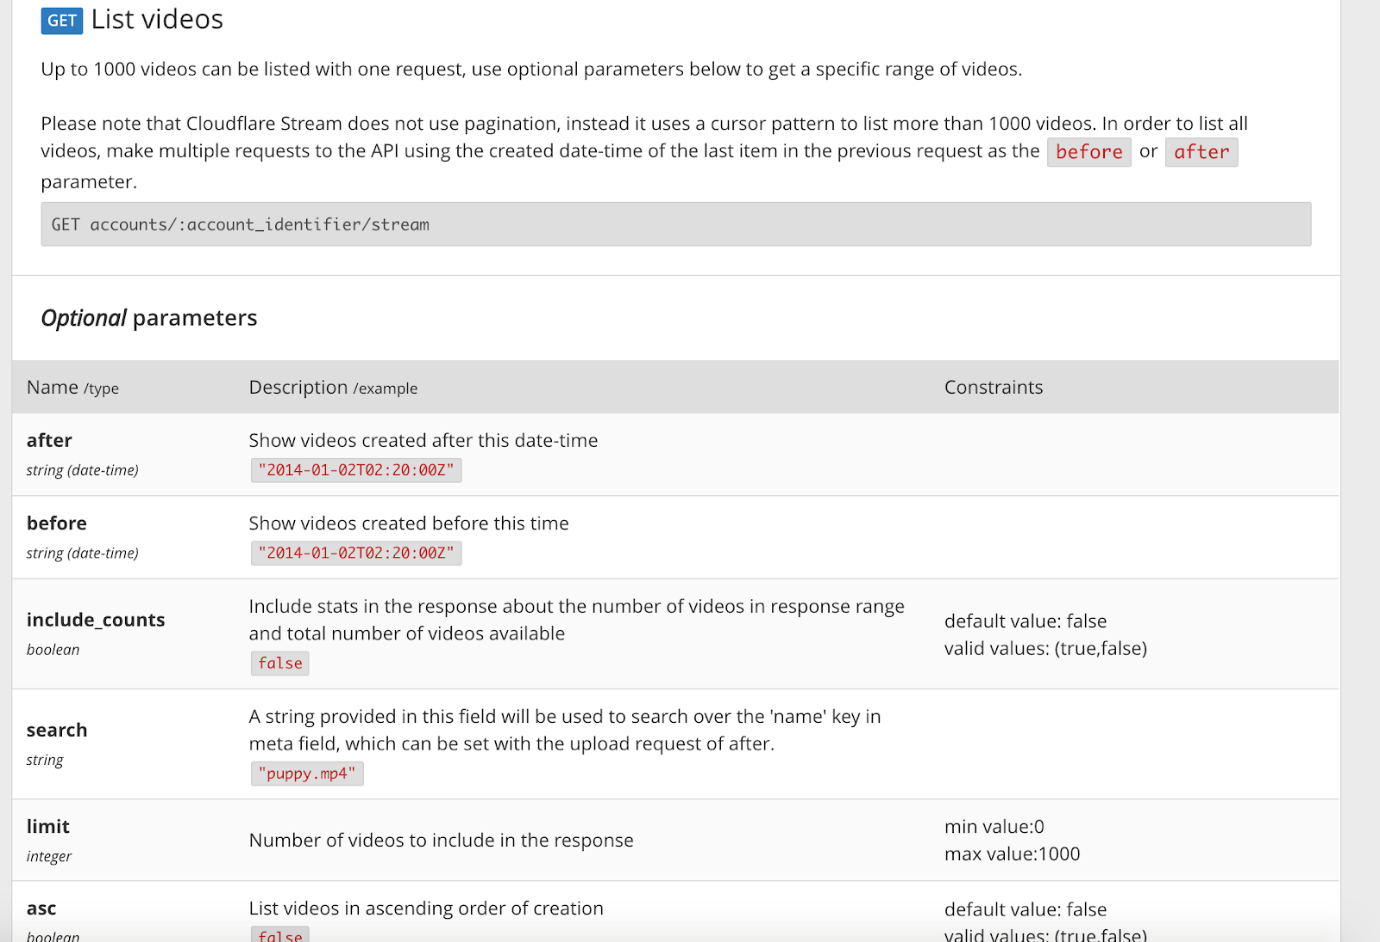 GET List videos
Up to 1000 videos can be listed with one request, use optional parameters below to get a specific range of videos.
Please note that Cloudflare Stream does not use pagination, instead it uses a cursor pattern to list more than 1000 videos. In order to list all
videos, make multiple requests to the API using the created date-time of the last item in the previous request as the before or after
parameter.
GET accounts/:account_identifier/stream
Optional parameters
Name /type Description /example Constraints
after
string (date-time)
Show videos created after this date-time
"2014-01-02T02:20:00Z"
before
string (date-time)
Show videos created before this time
"2014-01-02T02:20:00Z"
include_counts
boolean
Include stats in the response about the number of videos in response range
and total number of videos available
false
default value: false
valid values: (true,false)
search
string
A string provided in this field will be used to search over the 'name' key in
meta field, which can be set with the upload request of after.
"puppy.mp4"
limit
integer
Number of videos to include in the response
min value:0
max value:1000
asc
boolean
List videos in ascending order of creation
false
default value: false
valid values: (true,false)